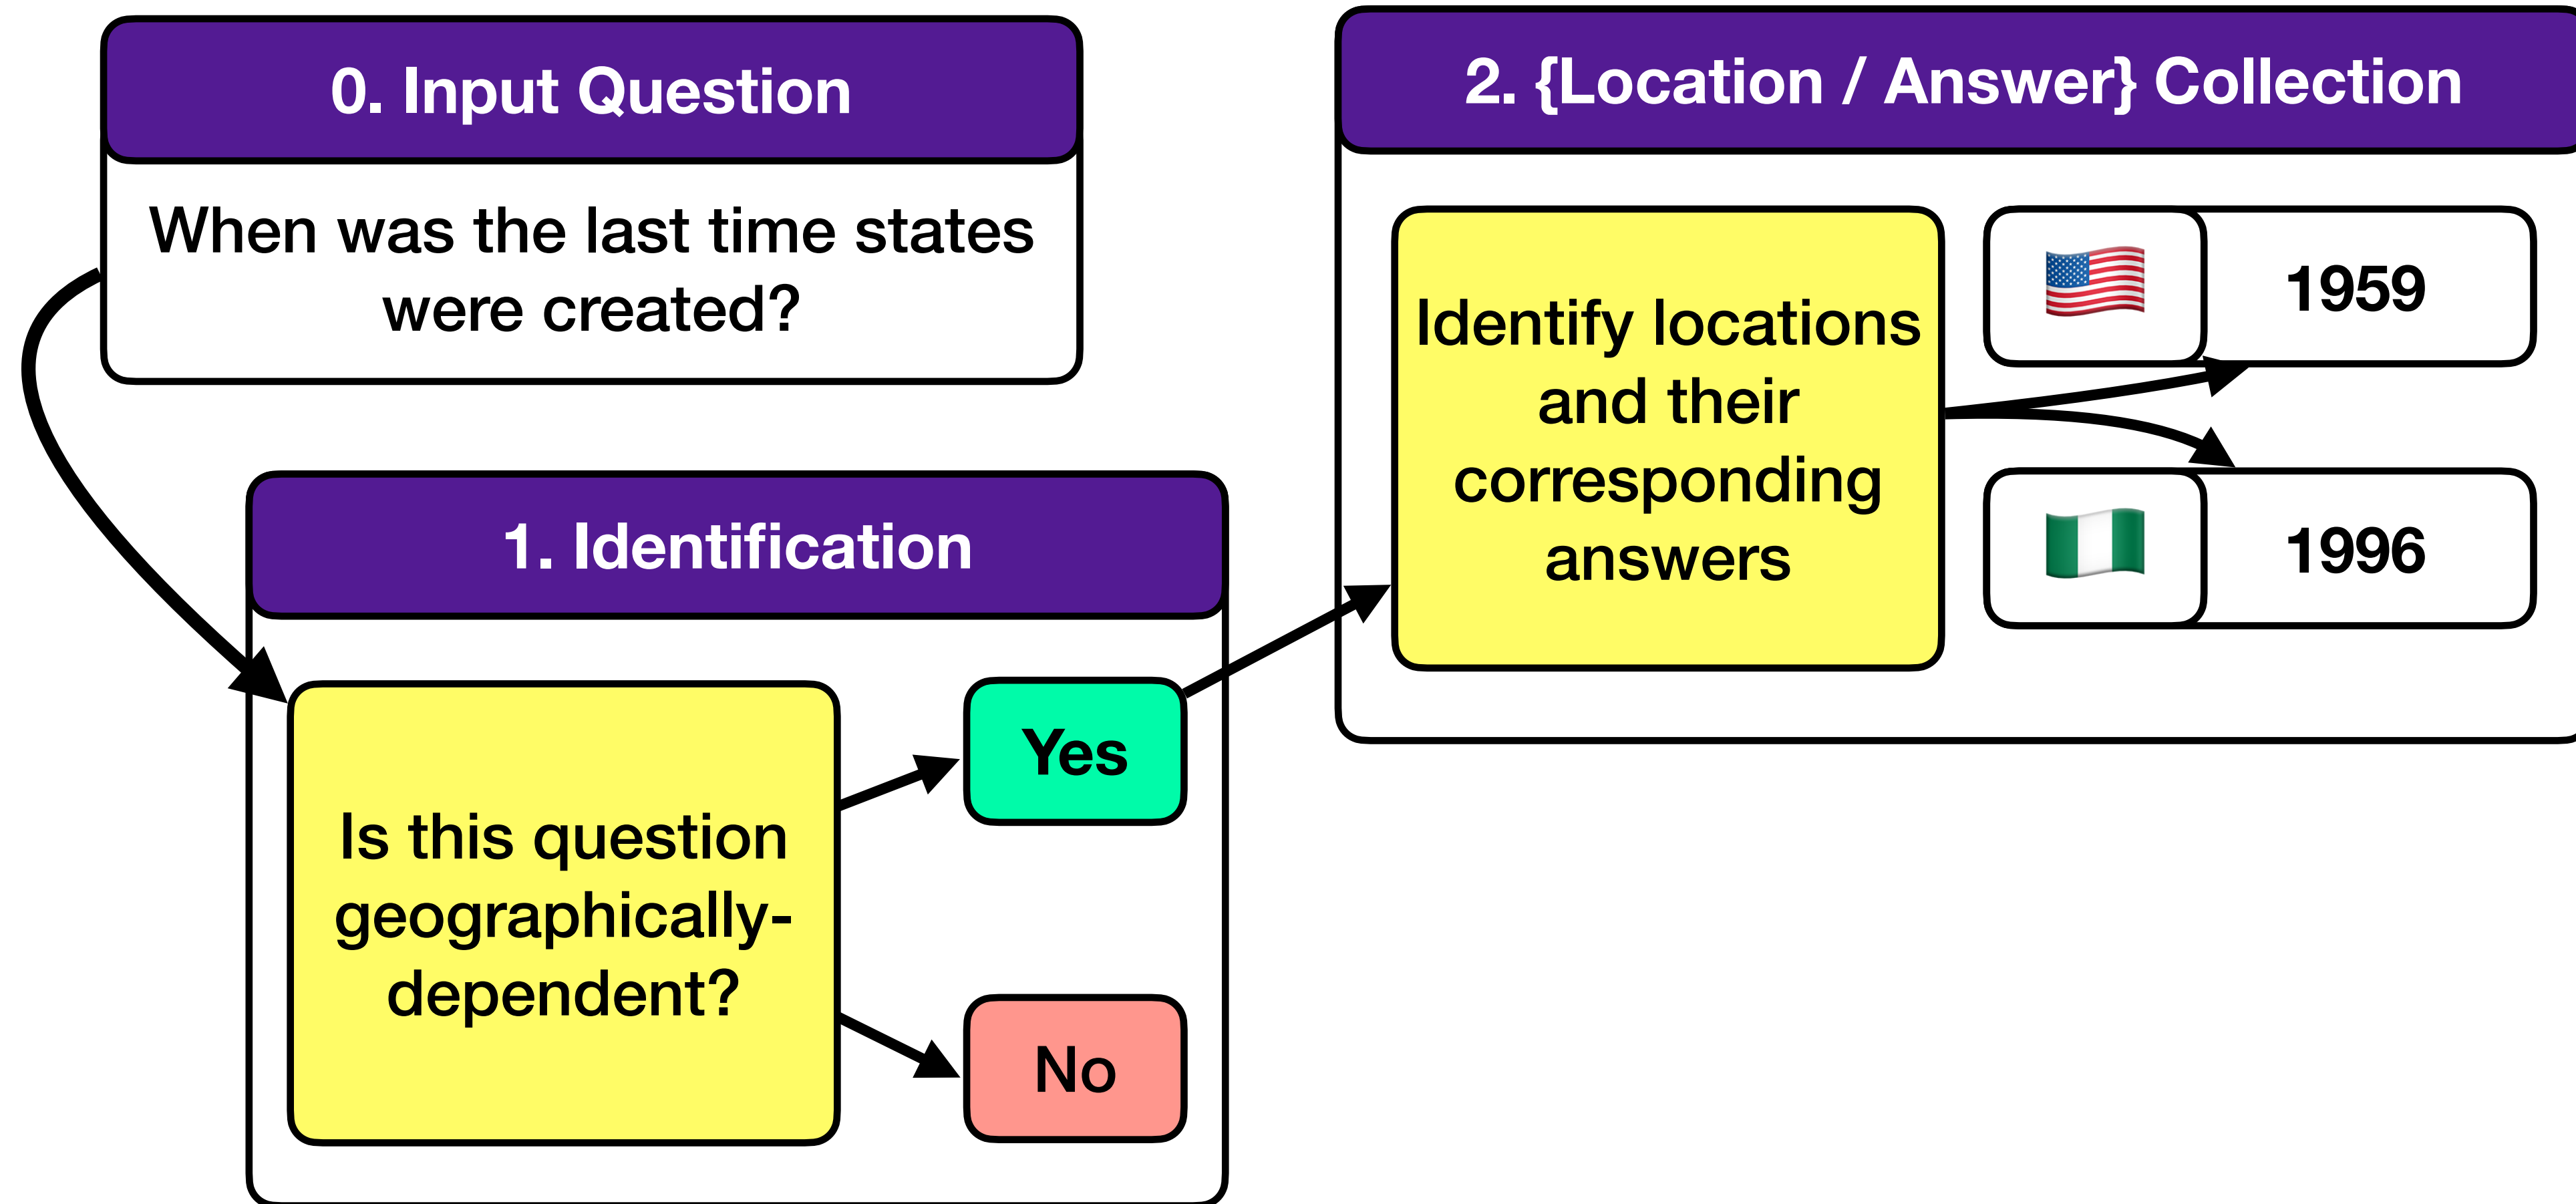 0. Input Question
When was the last time states
were created?
1. Identification
Is this question
geographically-
dependent?
Yes
No
2. {Location / Answer} Collection
Identify locations
and their
corresponding
answers
1959
1996